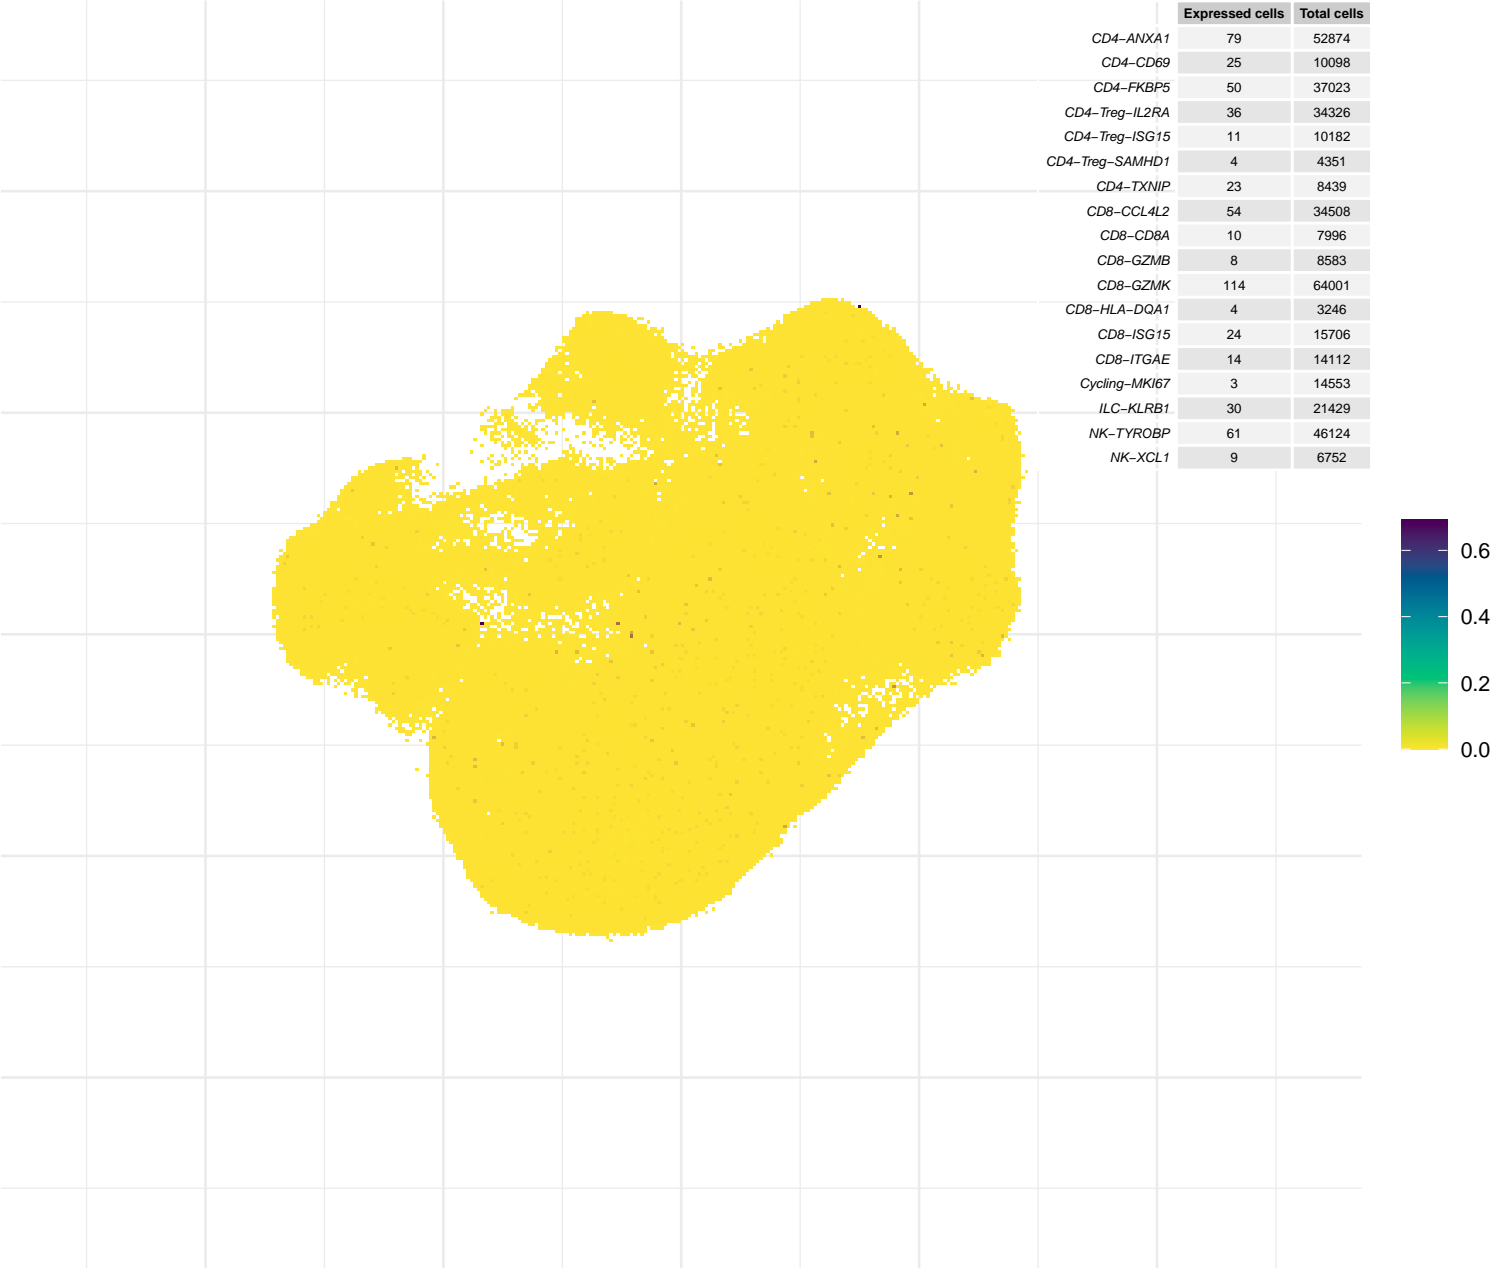 Expressed cells Total cells
CD4−ANXA1 79 52874
CD4−CD69 25 10098
CD4−FKBP5 50 37023
CD4−Treg−IL2RA 36 34326
CD4−Treg−ISG15 11 10182
CD4−Treg−SAMHD1 4 4351
CD4−TXNIP 23 8439
CD8−CCL4L2 54 34508
CD8−CD8A 10 7996
CD8−GZMB 8 8583
CD8−GZMK 114 64001
CD8−HLA−DQA1 4 3246
CD8−ISG15 24 15706
CD8−ITGAE 14 14112
Cycling−MKI67 3 14553
ILC−KLRB1 30 21429
NK−TYROBP 61 46124
NK−XCL1 9 6752
0.6
0.4
0.2
0.0